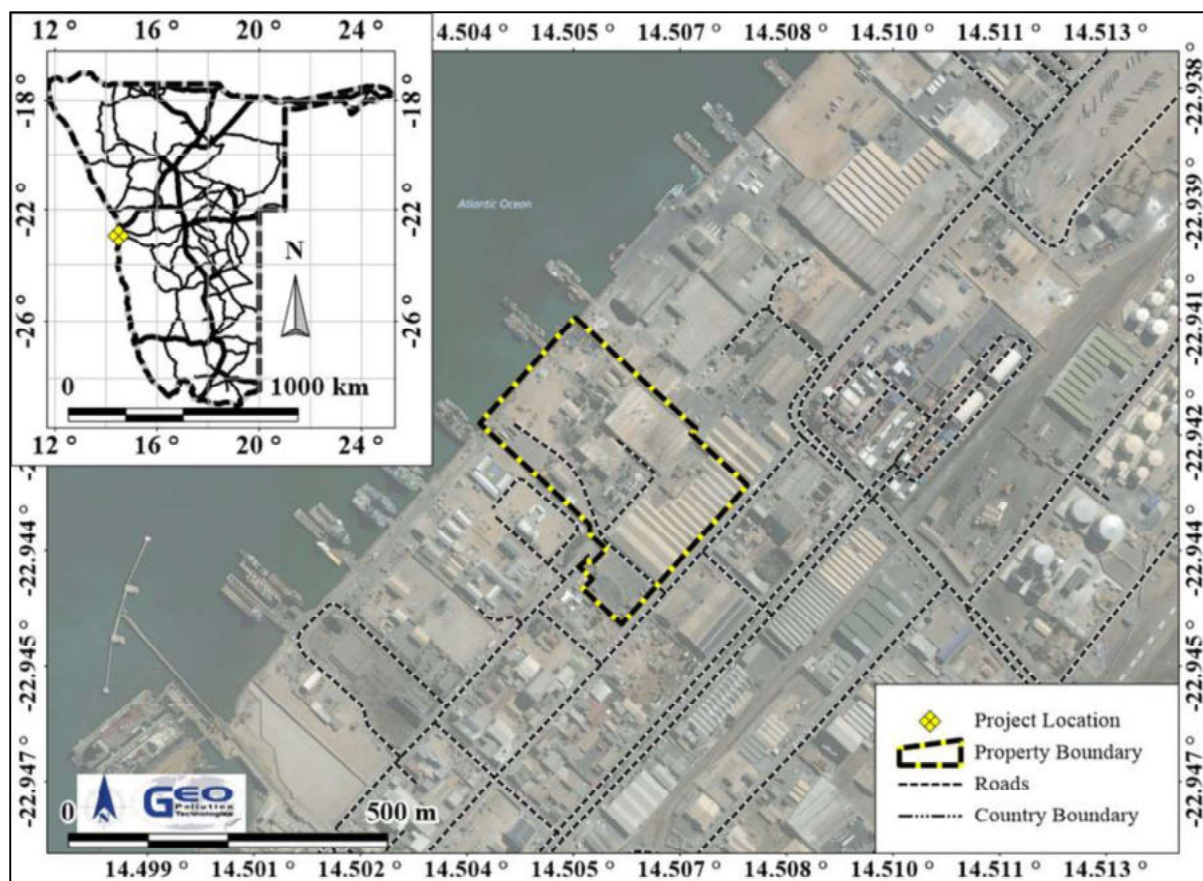 12 ° 16 ° 20 ° 24 °
4.504 ° 14.505 ° 14.507 ° 14.508 ° 14.510 ° 14.511 ° 14.513 °
-18 °
-22 °
-26 °
-18 °
-22 °
-26 °
N
0 1000 km
12 ° 16 ° 20 ° 24 °
Atlantic Ocean
-22.938 °
-22.939 °
-22.941 °
-22.942 °
-22.944 °
-22.945 °
-22.947 °
-22.944 °
-22.945 °
-22.947 °
Project Location
Property Boundary
Roads
Country Boundary
GEO
Pollution
Technologies
0 500 m
14.499 ° 14.501 ° 14.502 ° 14.504 ° 14.505 ° 14.507 ° 14.508 ° 14.510 ° 14.511 ° 14.513 °